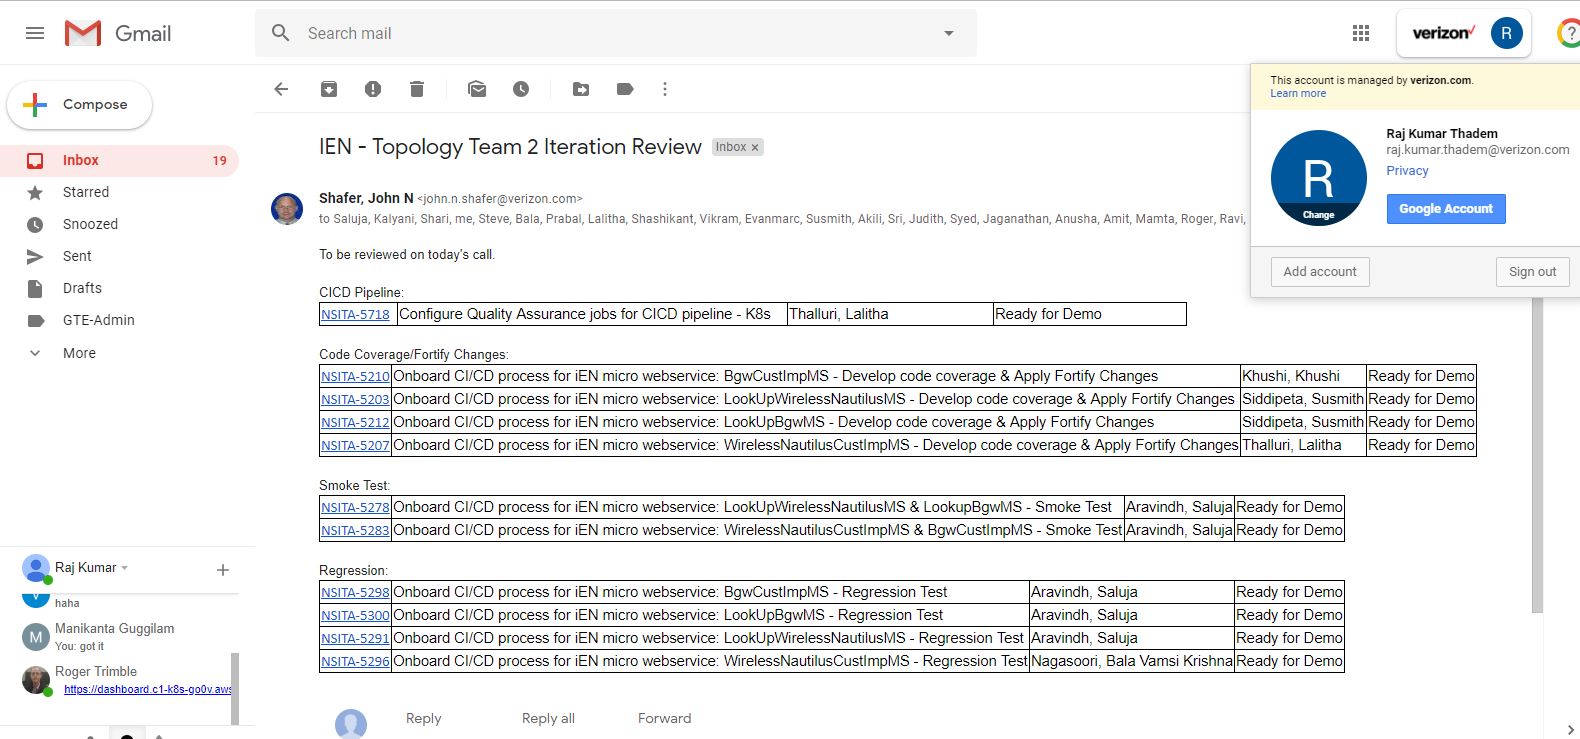 Gmail
Search mail
verizon
R
?
This account is managed by verizon.com.
Learn more
Raj Kumar Thadem
raj.kumar.thadem@verizon.com
Privacy
R
Change
Google Account
Add account
Sign out
Compose
Inbox 19
Starred
Snoozed
Sent
Drafts
GTE-Admin
More
IEN - Topology Team 2 Iteration Review Inbox x
Shafer, John N <john.n.shafer@verizon.com>
to Saluja, Kalyani, Shari, me, Steve, Bala, Prabal, Lalitha, Shashikant, Vikram, Evanmarc, Susmith, Akili, Sri, Judith, Syed, Jaganathan, Anusha, Amit, Mamta, Roger, Ravi,
To be reviewed on today's call.
CICD Pipeline:
NSITA-5718 Configure Quality Assurance jobs for CICD pipeline - K8s Thalluri, Lalitha Ready for Demo
Code Coverage/Fortify Changes:
NSITA-5210 Onboard CI/CD process for iEN micro webservice: BgwCustImpMS - Develop code coverage & Apply Fortify Changes Khushi, Khushi Ready for Demo
NSITA-5203 Onboard CI/CD process for iEN micro webservice: LookUpWirelessNautilusMS - Develop code coverage & Apply Fortify Changes Siddipeta, Susmith Ready for Demo
NSITA-5212 Onboard CI/CD process for iEN micro webservice: LookUpBgwMS - Develop code coverage & Apply Fortify Changes Siddipeta, Susmith Ready for Demo
NSITA-5207 Onboard CI/CD process for iEN micro webservice: WirelessNautilusCustImpMS - Develop code coverage & Apply Fortify Changes Thalluri, Lalitha Ready for Demo
Smoke Test:
NSITA-5278 Onboard CI/CD process for iEN micro webservice: LookUpWirelessNautilusMS & LookupBgwMS - Smoke Test Aravindh, Saluja Ready for Demo
NSITA-5283 Onboard CI/CD process for iEN micro webservice: WirelessNautilusCustImpMS & BgwCustImpMS - Smoke Test Aravindh, Saluja Ready for Demo
Regression:
NSITA-5298 Onboard CI/CD process for iEN micro webservice: BgwCustImpMS - Regression Test Aravindh, Saluja Ready for Demo
NSITA-5300 Onboard CI/CD process for iEN micro webservice: LookUpBgwMS - Regression Test Aravindh, Saluja Ready for Demo
NSITA-5291 Onboard CI/CD process for iEN micro webservice: LookUpWirelessNautilusMS - Regression Test Aravindh, Saluja Ready for Demo
NSITA-5296 Onboard CI/CD process for iEN micro webservice: WirelessNautilusCustImpMS - Regression Test Nagasoori, Bala Vamsi Krishna Ready for Demo
Reply Reply all Forward
Raj Kumar
haha
M
Manikanta Guggilam
You: got it
Roger Trimble
https://dashboard.c1-k8s-go0v.aws